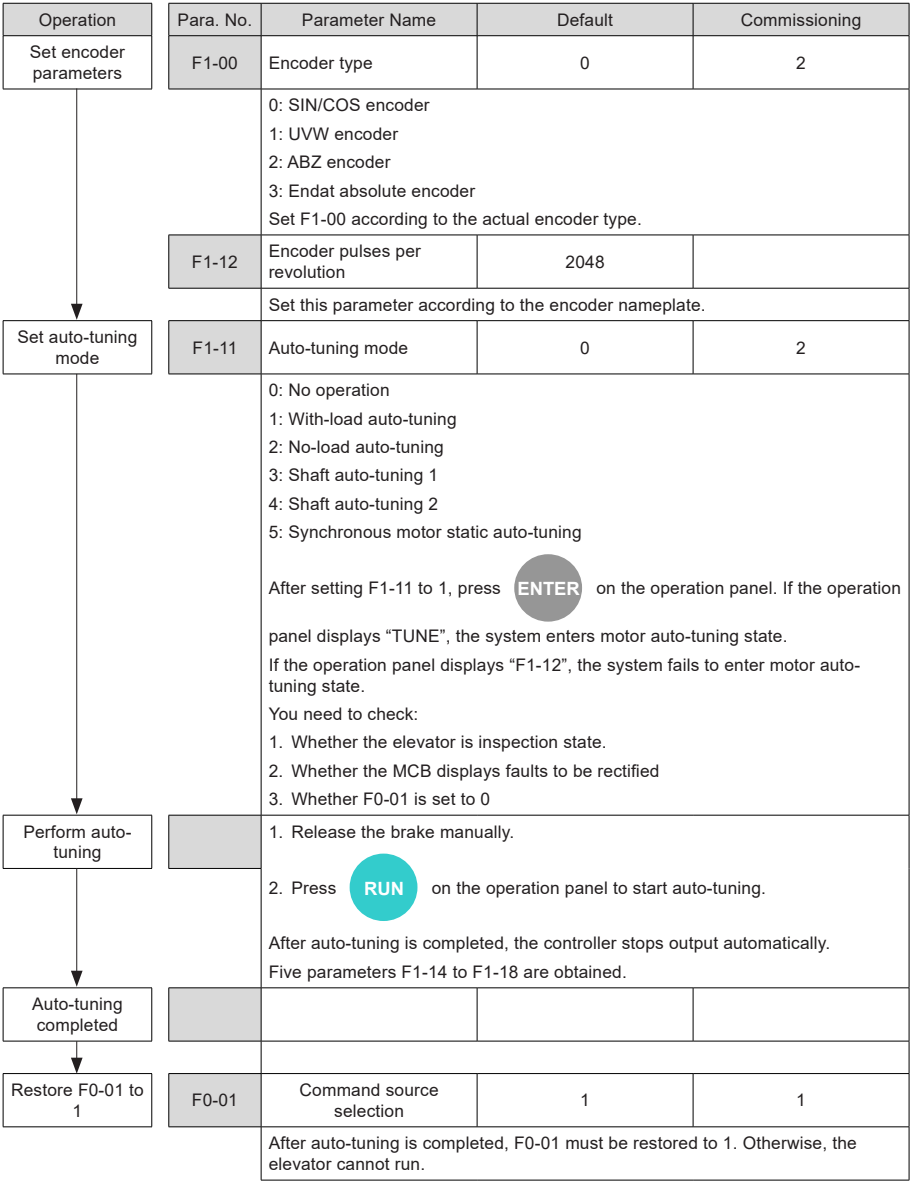 Operation Para. No. Parameter Name Default Commissioning
Set encoder
parameters
F1-00 Encoder type 0 2
0: SIN/COS encoder
1: UVW encoder
2: ABZ encoder
3: Endat absolute encoder
Set F1-00 according to the actual encoder type.
F1-12 Encoder pulses per
revolution
2048
Set this parameter according to the encoder nameplate.
Set auto-tuning
mode
F1-11 Auto-tuning mode 0 2
0: No operation
1: With-load auto-tuning
2: No-load auto-tuning
3: Shaft auto-tuning 1
4: Shaft auto-tuning 2
5: Synchronous motor static auto-tuning
After setting F1-11 to 1, press ENTER on the operation panel. If the operation
panel displays “TUNE”, the system enters motor auto-tuning state.
If the operation panel displays “F1-12”, the system fails to enter motor auto-
tuning state.
You need to check:
1. Whether the elevator is inspection state.
2. Whether the MCB displays faults to be rectified
3. Whether F0-01 is set to 0
Perform auto-
tuning
1. Release the brake manually.
2. Press RUN on the operation panel to start auto-tuning.
After auto-tuning is completed, the controller stops output automatically.
Five parameters F1-14 to F1-18 are obtained.
Auto-tuning
completed
Restore F0-01 to
1
F0-01 Command source
selection
1 1
After auto-tuning is completed, F0-01 must be restored to 1. Otherwise, the
elevator cannot run.